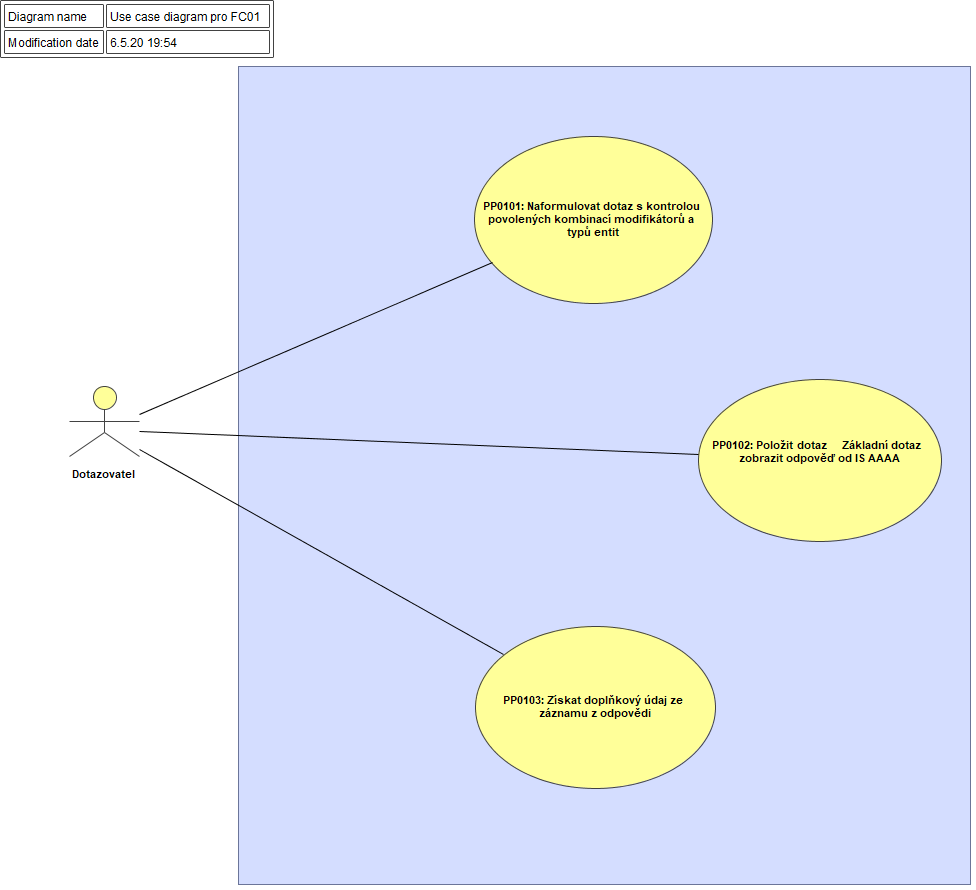 Diagram name
Use case diagram pro FC01
Modification date
6.5.20 19:54
PP0101: Naformulovat dotaz s kontrolou
povolených kombinací modifikátorů a
typů entit
Dotazovatel
PP0102: Položit dotaz Základní dotaz
zobrazit odpověď od IS AAAA
PP0103: Získat doplňkový údaj ze
záznamu z odpovědi